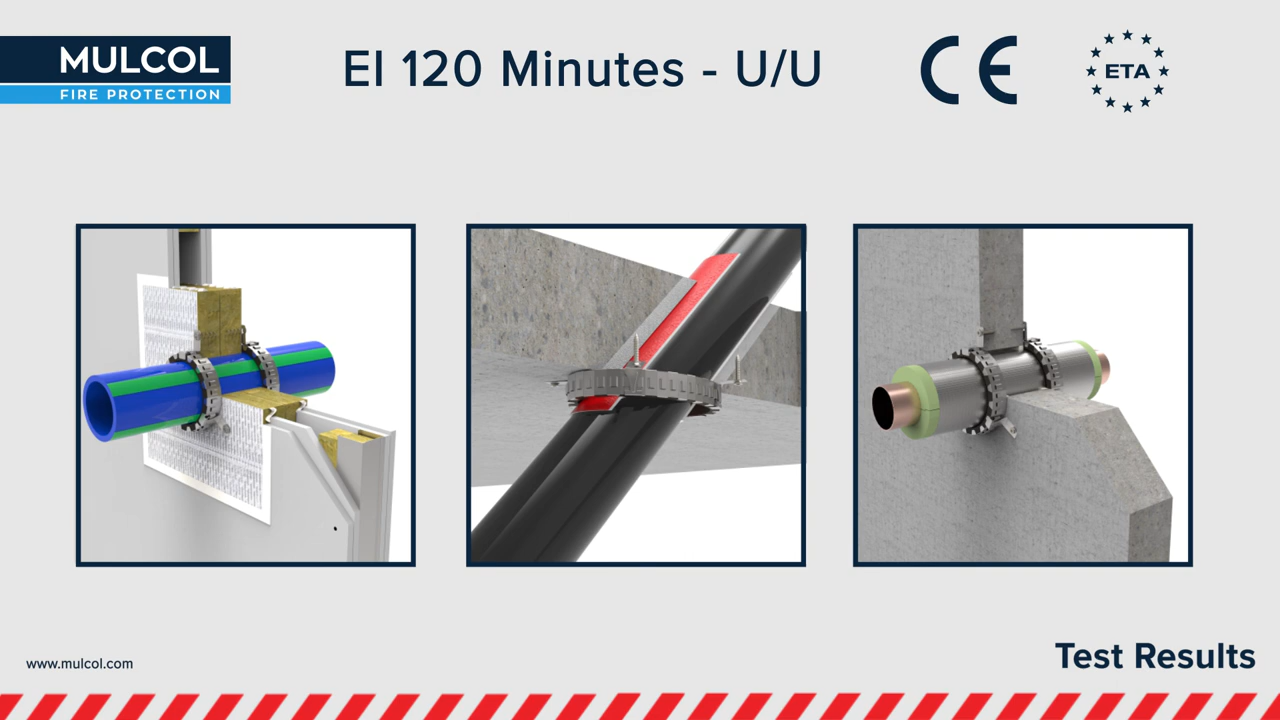 MULCOL
FIRE PROTECTION
EI 120 Minutes - U/U
CE
ETA
www.mulcol.com
Test Results